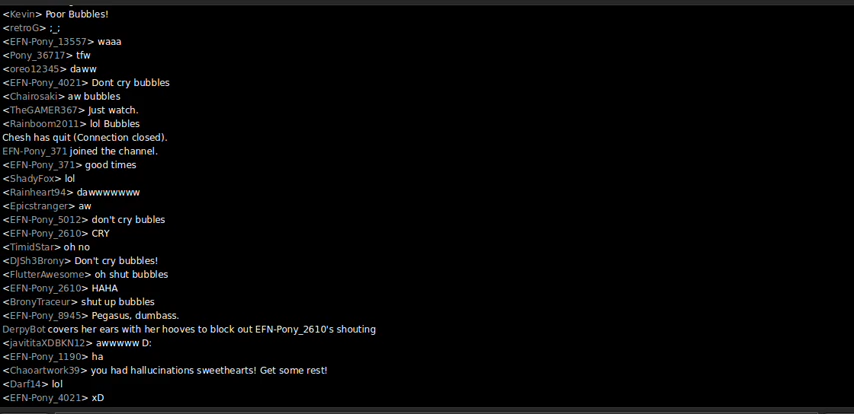 <Kevin> Poor Bubbles!
<retroG> ;_;
<EFN-Pony_13557> waaa
<Pony_36717> tfw
<oreo12345> daww
<EFN-Pony_4021> Dont cry bubbles
<Chairosaki> aw bubbles
<TheGAMER367> Just watch.
<Rainboom2011> lol Bubbles
Chesh has quit (Connection closed).
EFN-Pony_371 joined the channel.
<EFN-Pony_371> good times
<ShadyFox> lol
<Rainheart94> dawwwwwww
<Epicstranger> aw
<EFN-Pony_5012> don't cry bubles
<EFN-Pony_2610> CRY
<TimidStar> oh no
<DJSh3Brony> Don't cry bubbles!
<FlutterAwesome> oh shut bubbles
<EFN-Pony_2610> HAHA
<BronyTraceur> shut up bubbles
<EFN-Pony_8945> Pegasus, dumbass.
DerpyBot covers her ears with her hooves to block out EFN-Pony_2610's shouting
<javititaXDBKN12> awwwww D:
<EFN-Pony_1190> ha
<Chaoartwork39> you had hallucinations sweethearts! Get some rest!
<Darf14> lol
<EFN-Pony_4021> xD